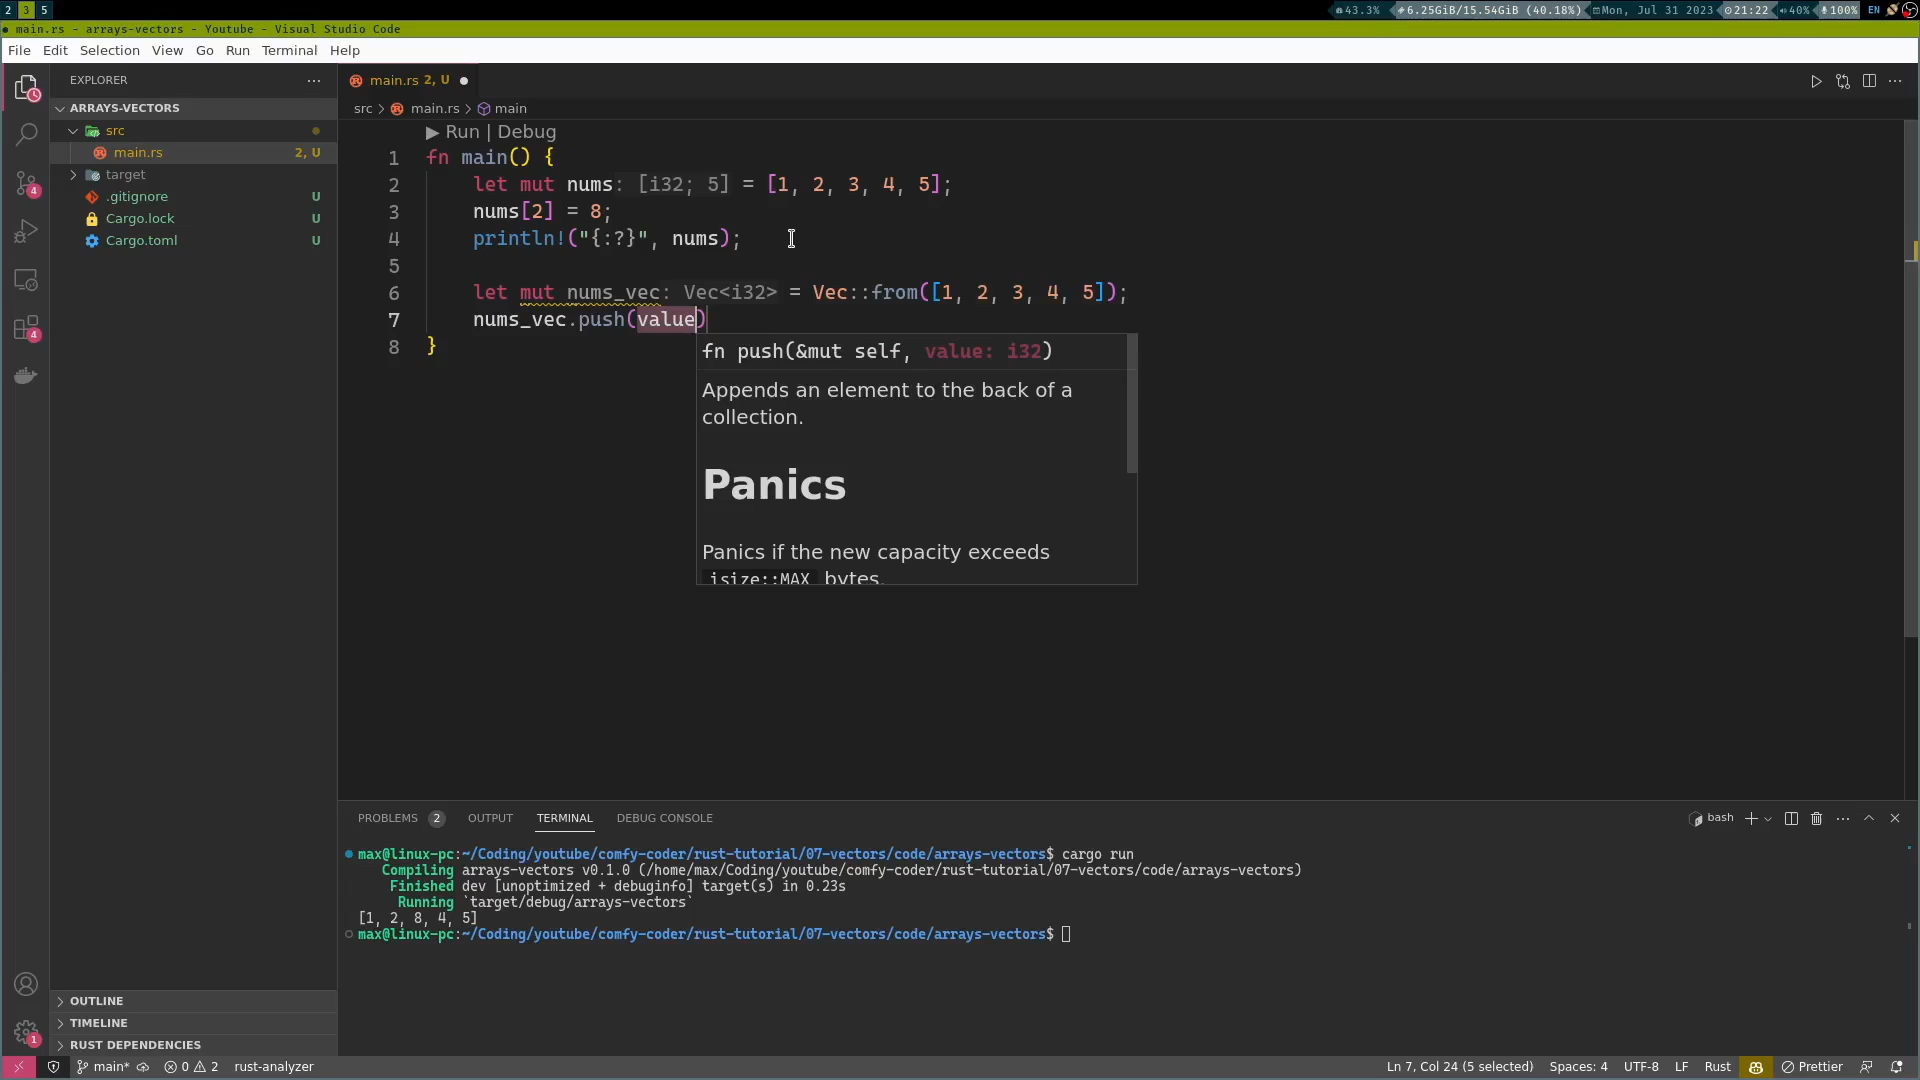 2 3 5 43.3% 6.25GiB/15.54GiB (40.18%) Mon, Jul 31 2023 21:22 40% 100% EN
main.rs - arrays-vectors - Youtube - Visual Studio Code
File Edit Selection View Go Run Terminal Help
EXPLORER
main.rs 2, U
ARRAYS-VECTORS
src > main.rs > main
src
main.rs 2, U
target
.gitignore U
Cargo.lock U
Cargo.toml U
4
4
▶ Run | Debug
1 fn main() {
2 let mut nums: [i32; 5] = [1, 2, 3, 4, 5];
3 nums[2] = 8;
4 println!("{:?}", nums);
5
6 let mut nums_vec: Vec<i32> = Vec::from([1, 2, 3, 4, 5]);
7 nums_vec.push(value)
8 }
fn push(&mut self, value: i32)
Appends an element to the back of a
collection.
Panics
Panics if the new capacity exceeds
isize::MAX bytes.
PROBLEMS 2 OUTPUT TERMINAL DEBUG CONSOLE bash
max@linux-pc:~/Coding/youtube/comfy-coder/rust-tutorial/07-vectors/code/arrays-vectors$ cargo run
Compiling arrays-vectors v0.1.0 (/home/max/Coding/youtube/comfy-coder/rust-tutorial/07-vectors/code/arrays-vectors)
Finished dev [unoptimized + debuginfo] target(s) in 0.23s
Running `target/debug/arrays-vectors`
[1, 2, 8, 4, 5]
max@linux-pc:~/Coding/youtube/comfy-coder/rust-tutorial/07-vectors/code/arrays-vectors$
OUTLINE
TIMELINE
RUST DEPENDENCIES
1
main* 0 2 rust-analyzer Ln 7, Col 24 (5 selected) Spaces: 4 UTF-8 LF Rust Prettier